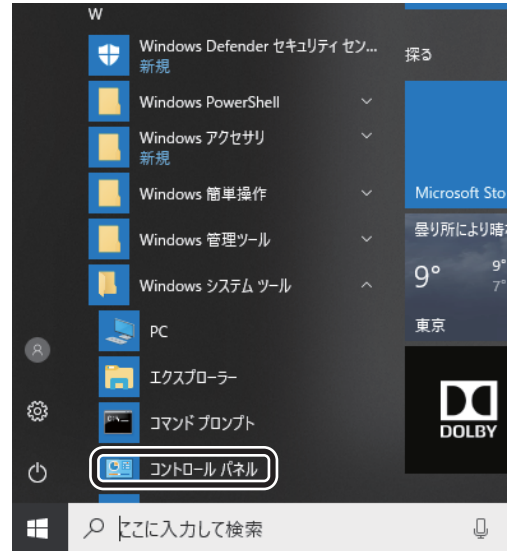 W
Windows Defender セキュリティ セン...
新規
Windows PowerShell
Windows アクセサリ
新規
Windows 簡単操作
Windows 管理ツール
Windows システム ツール
PC
エクスプローラー
コマンド プロンプト
コントロール パネル
ここに入力して検索
探る
Microsoft Sto
曇り所により晴
9°
9°
7°
東京
DOLBY